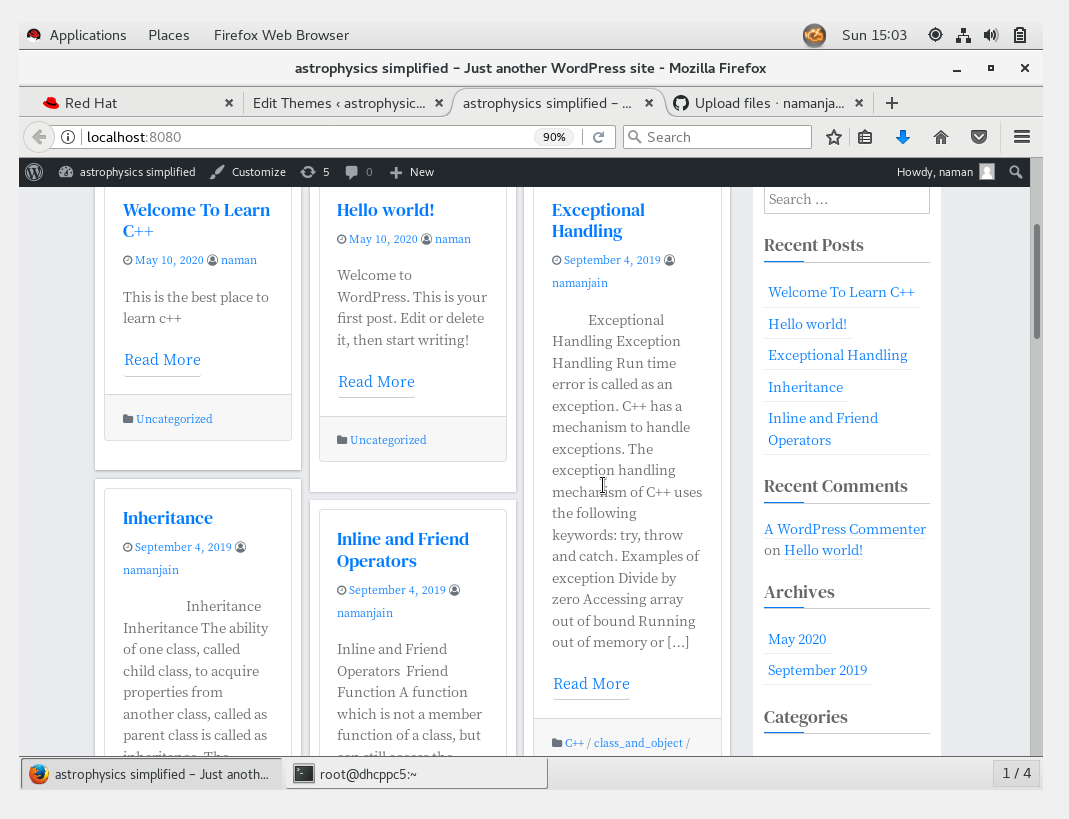 Applications Places Firefox Web Browser Sun 15:03
astrophysics simplified – Just another WordPress site - Mozilla Firefox
Red Hat Edit Themes ‹ astrophysic... astrophysics simplified – ... Upload files · namanja...
localhost:8080 90% Search
astrophysics simplified Customize 5 0 New Howdy, naman
Welcome To Learn
C++
May 10, 2020 naman
This is the best place to
learn c++
Read More
Uncategorized
Inheritance
September 4, 2019
namanjain
Inheritance
Inheritance The ability
of one class, called
child class, to acquire
properties from
another class, called as
parent class is called as
inheritance. The
Hello world!
May 10, 2020 naman
Welcome to
WordPress. This is your
first post. Edit or delete
it, then start writing!
Read More
Uncategorized
Inline and Friend
Operators
September 4, 2019
namanjain
Inline and Friend
Operators Friend
Function A function
which is not a member
function of a class, but
can still access the
Exceptional
Handling
September 4, 2019
namanjain
Exceptional
Handling Exception
Handling Run time
error is called as an
exception. C++ has a
mechanism to handle
exceptions. The
exception handling
mechanism of C++ uses
the following
keywords: try, throw
and catch. Examples of
exception Divide by
zero Accessing array
out of bound Running
out of memory or [...]
Read More
C++ / class_and_object /
Search ...
Recent Posts
Welcome To Learn C++
Hello world!
Exceptional Handling
Inheritance
Inline and Friend
Operators
Recent Comments
A WordPress Commenter
on Hello world!
Archives
May 2020
September 2019
Categories
astrophysics simplified – Just anoth... root@dhcppc5:~ 1 / 4